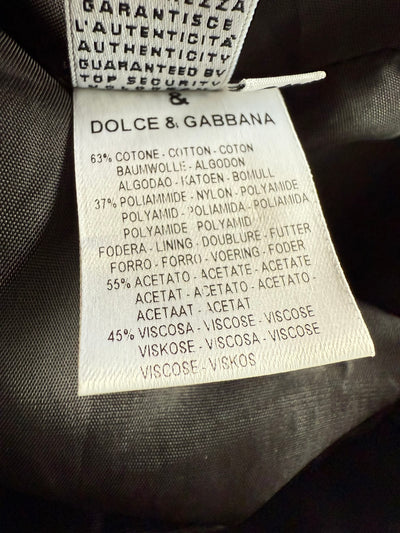 GARANTISCE
L'AUTENTICITÀ
AUTHENTICITY
GUARANTEED BY
TOP SECURITY
&
DOLCE & GABBANA
63% COTONE - COTTON - COTON
BAUMWOLLE - ALGODON
ALGODAO - KATOEN - BOMULL
37% POLIAMMIDE - NYLON - POLYAMIDE
POLYAMID - POLIAMIDA - POLIAMIDA
POLYAMIDE POLYAMID
FODERA - LINING - DOUBLURE - FUTTER
FORRO - FORRO - VOERING - FODER
55% ACETATO - ACETATE - ACETATE
ACETAT - ACETATO - ACETATO -
ACETAAT - ACETAT
45% VISCOSA - VISCOSE - VISCOSE
VISKOSE - VISCOSA - VISCOSE
VISCOSE - VISKOS